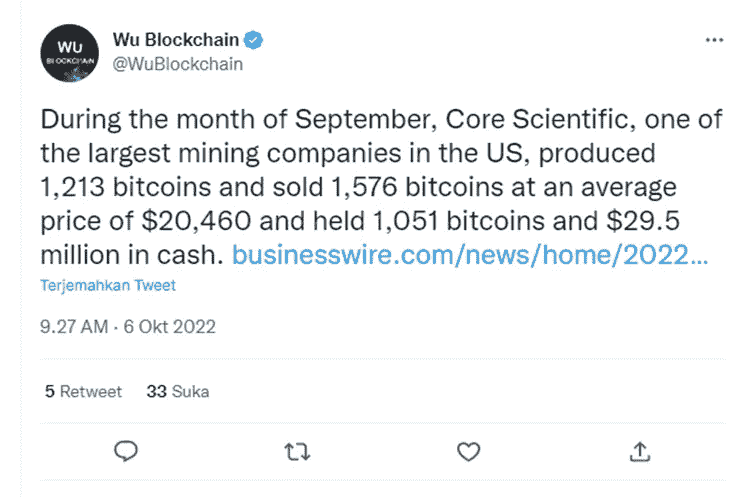 WU
BLOCKCHAIN
Wu Blockchain
@WuBlockchain
During the month of September, Core Scientific, one of
the largest mining companies in the US, produced
1,213 bitcoins and sold 1,576 bitcoins at an average
price of $20,460 and held 1,051 bitcoins and $29.5
million in cash. businesswire.com/news/home/2022...
Terjemahkan Tweet
9.27 AM · 6 Okt 2022
5 Retweet 33 Suka